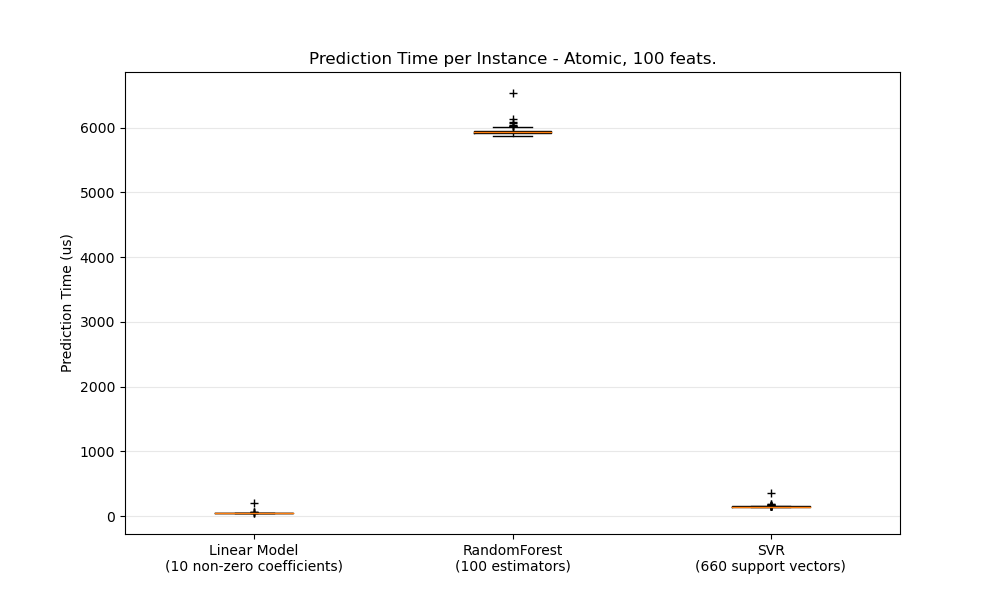 Prediction Time per Instance - Atomic, 100 feats.
Prediction Time (us)
6000
5000
4000
3000
2000
1000
0
Linear Model
(10 non-zero coefficients)
RandomForest
(100 estimators)
SVR
(660 support vectors)